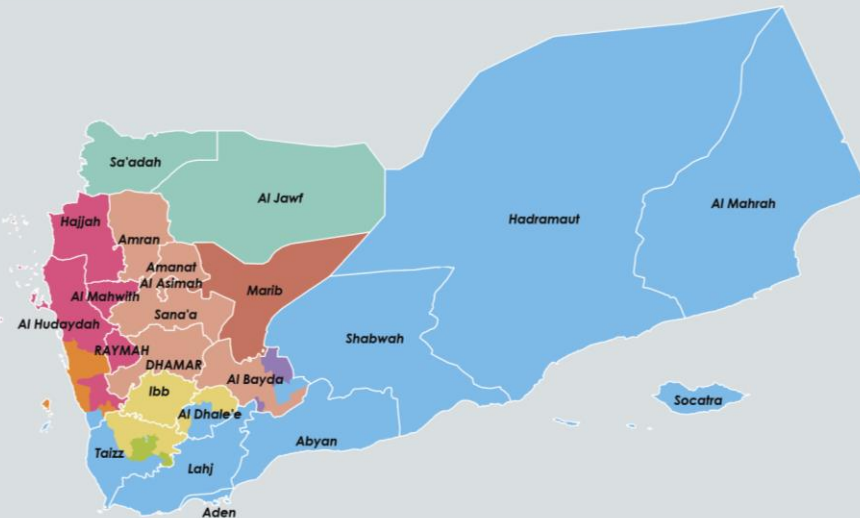 Sa'adah
Al Jawf
Hadramaut
Al Mahrah
Hajjah
Amran
Amanat
Al Asimah
Marib
Al Mahwith
Sana'a
Al Hudaydah
Shabwah
RAYMAH
DHAMAR
Al Bayda
Ibb
Socatra
Al Dhale'e
Abyan
Taizz
Lahj
Aden